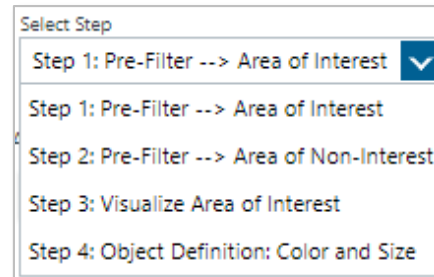 Select Step
Step 1: Pre-Filter --> Area of Interest
Step 1: Pre-Filter --> Area of Interest
Step 2: Pre-Filter --> Area of Non-Interest
Step 3: Visualize Area of Interest
Step 4: Object Definition: Color and Size